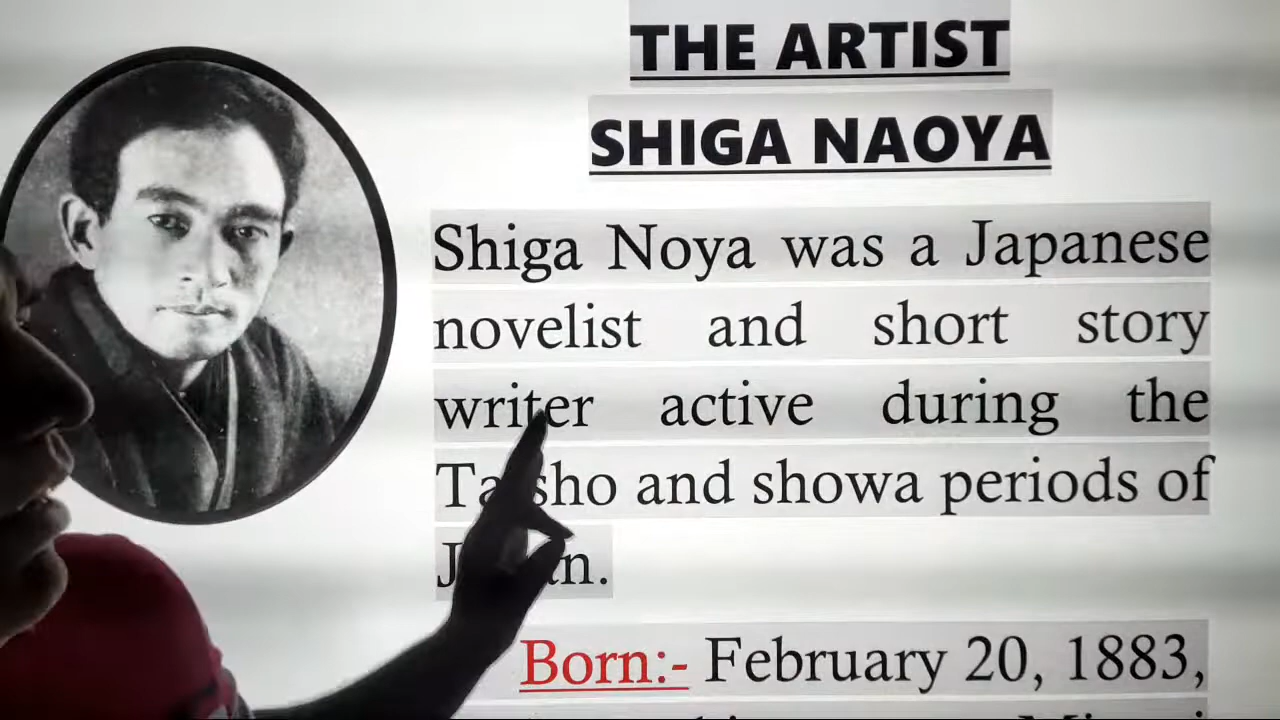 THE ARTIST
SHIGA NAOYA
Shiga Noya was a Japanese
novelist and short story
writer active during the
and showa periods of
Born:- February 20, 1883,